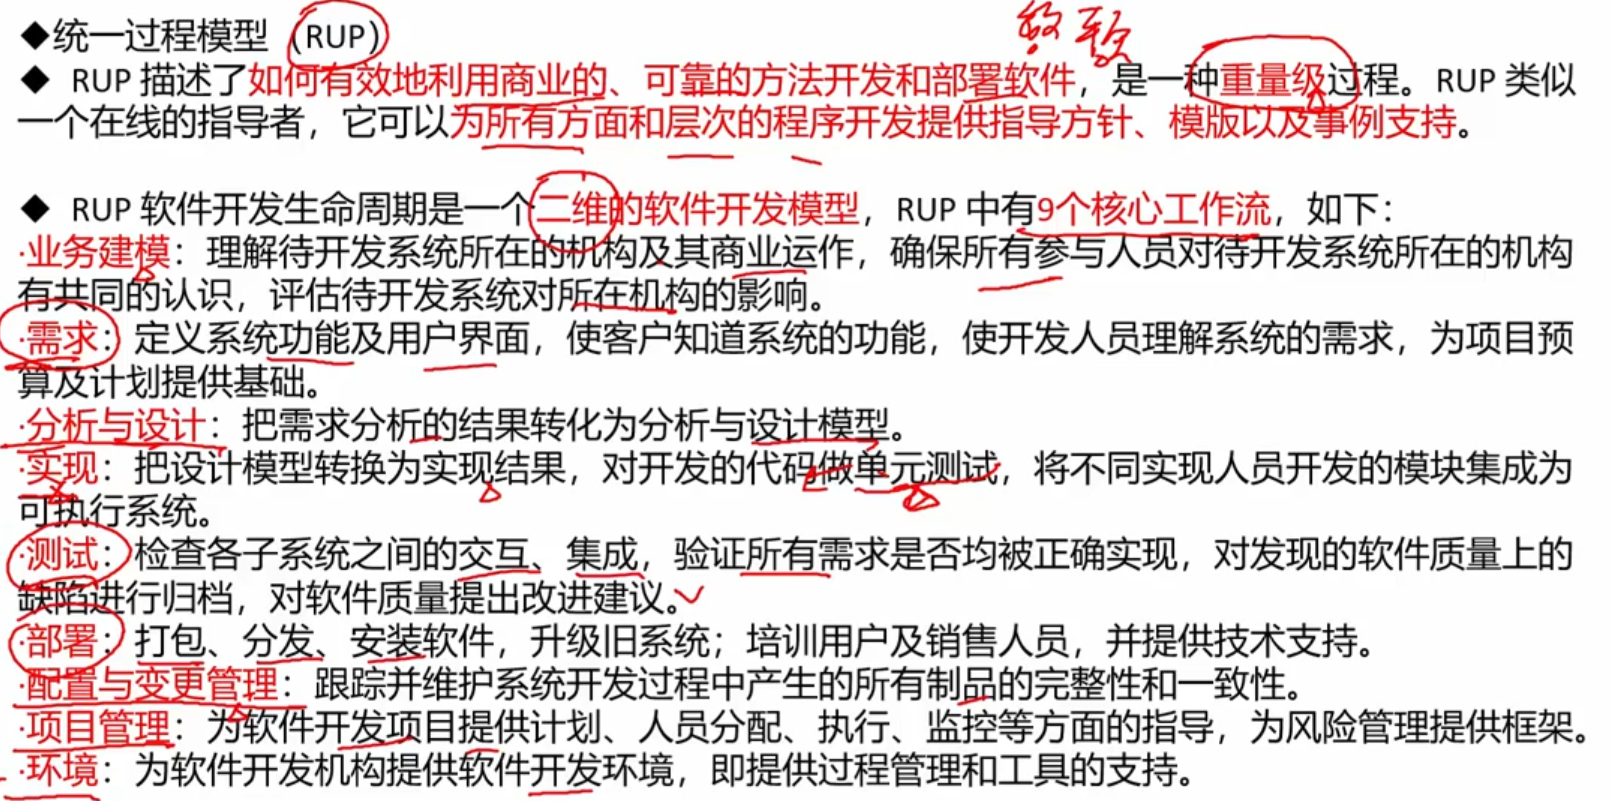 ◆统一过程模型（RUP）
◆ RUP 描述了如何有效地利用商业的、可靠的方法开发和部署软件，是一种重量级过程。RUP 类似
一个在线的指导者，它可以为所有方面和层次的程序开发提供指导方针、模版以及事例支持。
◆ RUP 软件开发生命周期是一个二维的软件开发模型，RUP 中有9个核心工作流，如下：
·业务建模：理解待开发系统所在的机构及其商业运作，确保所有参与人员对待开发系统所在的机构
有共同的认识，评估待开发系统对所在机构的影响。
·需求：定义系统功能及用户界面，使客户知道系统的功能，使开发人员理解系统的需求，为项目预
算及计划提供基础。
·分析与设计：把需求分析的结果转化为分析与设计模型。
·实现：把设计模型转换为实现结果，对开发的代码做单元测试，将不同实现人员开发的模块集成为
可执行系统。
·测试：检查各子系统之间的交互、集成，验证所有需求是否均被正确实现，对发现的软件质量上的
缺陷进行归档，对软件质量提出改进建议。
·部署：打包、分发、安装软件，升级旧系统；培训用户及销售人员，并提供技术支持。
·配置与变更管理：跟踪并维护系统开发过程中产生的所有制品的完整性和一致性。
·项目管理：为软件开发项目提供计划、人员分配、执行、监控等方面的指导，为风险管理提供框架。
·环境：为软件开发机构提供软件开发环境，即提供过程管理和工具的支持。